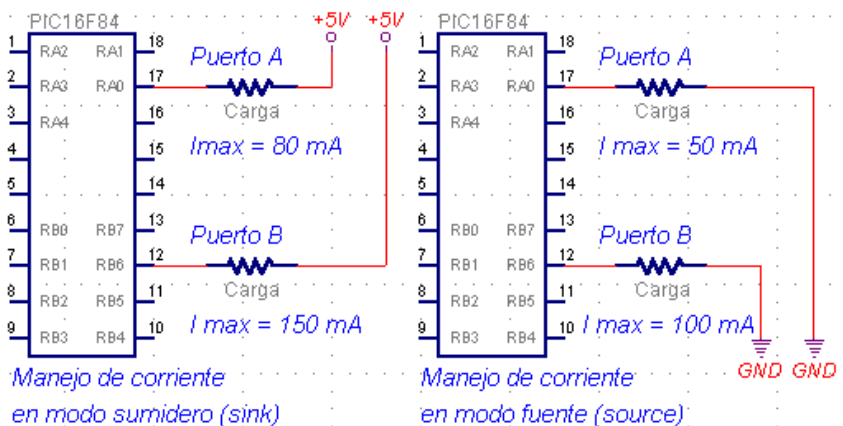 PIC16F84
+5V +5V
1 RA2 RA1 18
2 RA3 RA0 17
3 RA4 16
4 15
5 14
6 RB0 RB7 13
7 RB1 RB6 12
8 RB2 RB5 11
9 RB3 RB4 10
Puerto A
Carga
Imax = 80 mA
Puerto B
Carga
I max = 150 mA
Manejo de corriente
en modo sumidero (sink)
PIC16F84
1 RA2 RA1 18
2 RA3 RA0 17
3 RA4 16
4 15
5 14
6 RB0 RB7 13
7 RB1 RB6 12
8 RB2 RB5 11
9 RB3 RB4 10
Puerto A
Carga
I max = 50 mA
Puerto B
Carga
I max = 100 mA
GND GND
Manejo de corriente
en modo fuente (source)